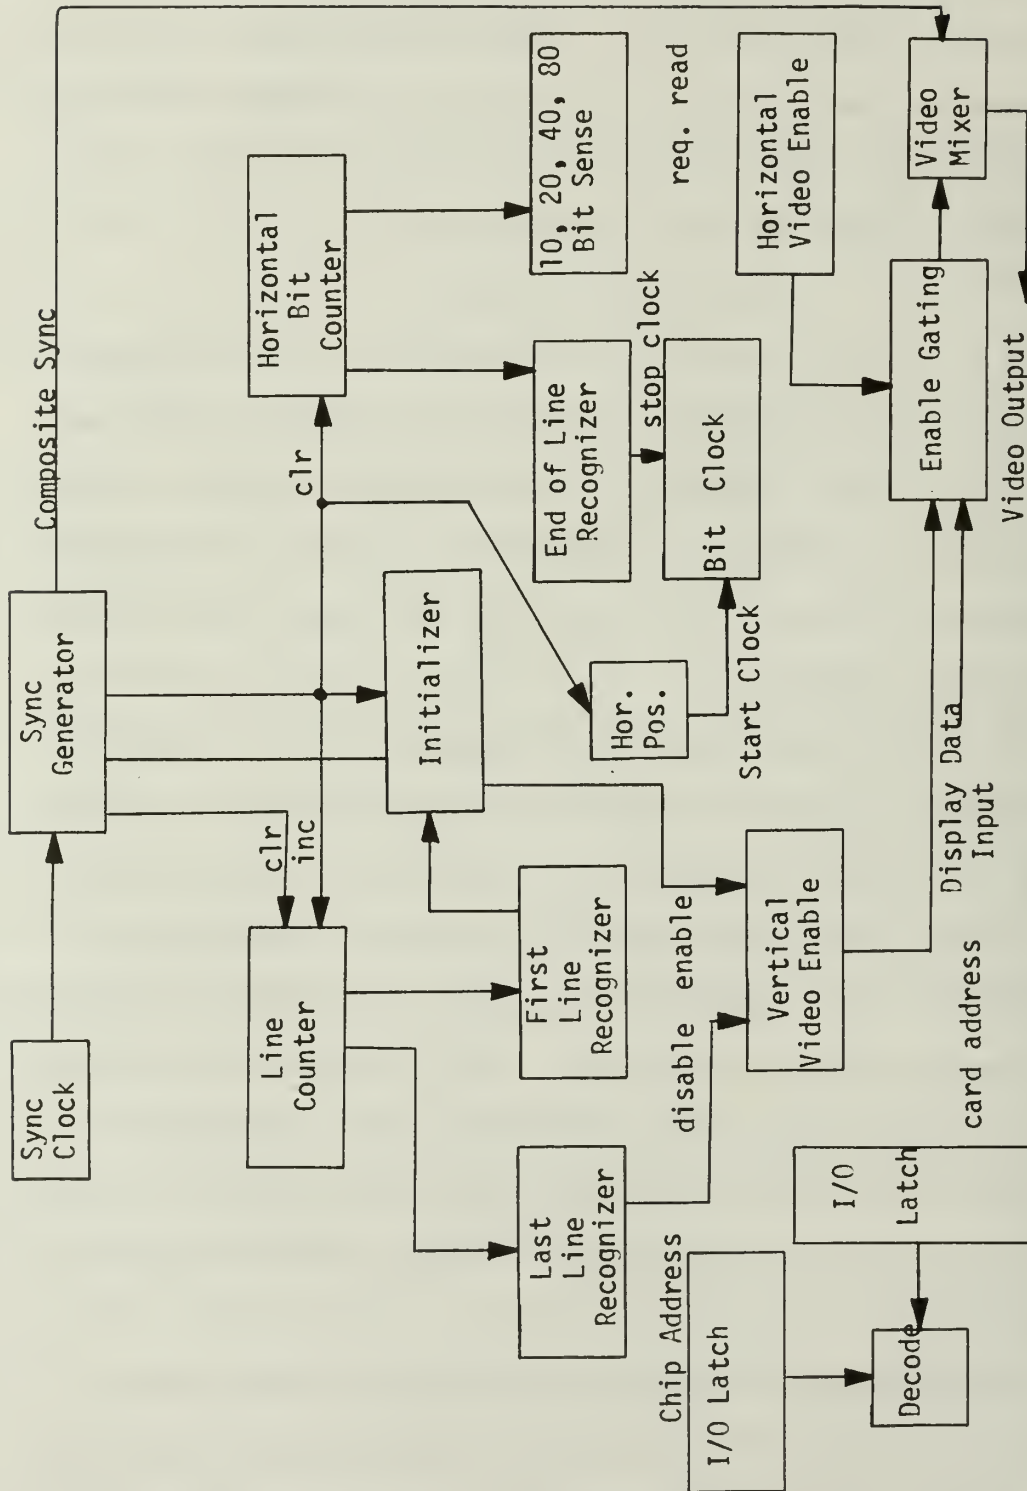 Sync
Clock
Sync
Generator
Composite Sync
Line
Counter
clr
inc
clr
Horizontal
Bit
Counter
Initializer
Last
Line
Recognizer
First
Line
Recognizer
Hor.
Pos.
End of Line
Recognizer
10, 20, 40, 80
Bit Sense
stop clock
req. read
Bit Clock
Start Clock
disable
enable
Vertical
Video Enable
Horizontal
Video Enable
Chip Address
I/O Latch
I/O
Latch
card address
Decode
Display Data
Input
Enable Gating
Video
Mixer
Video Output